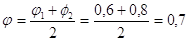 φ = (φ₁ + ϕ₂)/2 = (0,6 + 0,8)/2 = 0,7